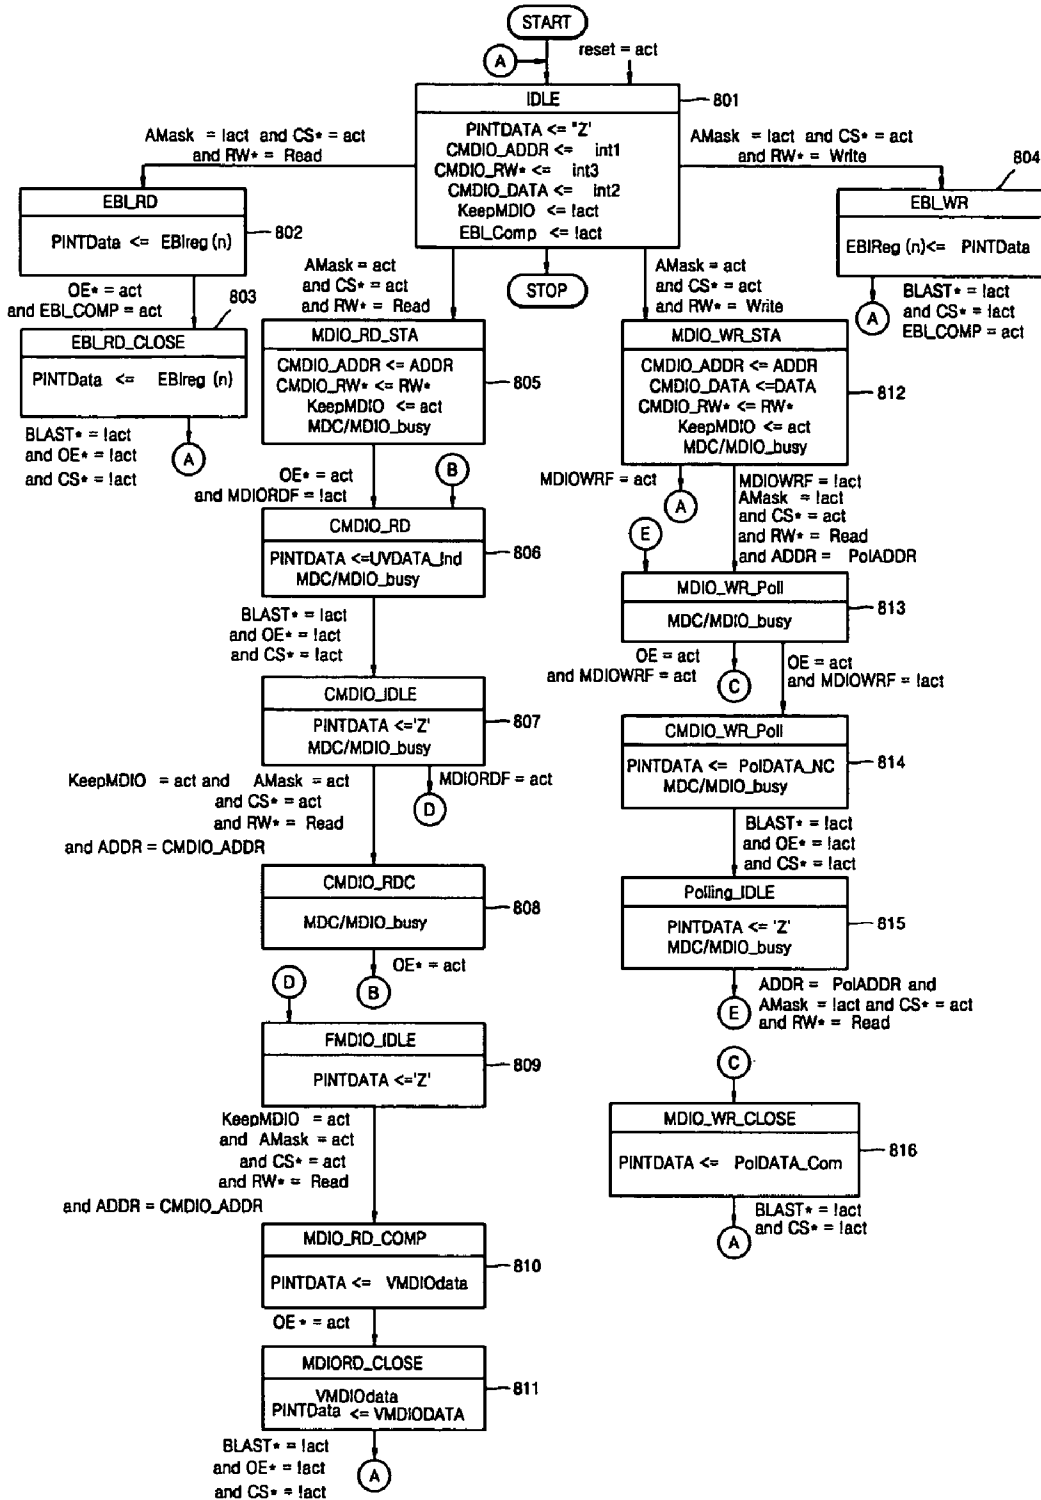 START
A
reset = act
IDLE
801
PINTDATA <= "Z'
CMDIO_ADDR <= int1
CMDIO_RW* <= int3
CMDIO_DATA <= int2
KeepMDIO <= !act
EBI_Comp <= !act
AMask = !act and CS* = act
and RW* = Read
AMask = !act and CS* = act
and RW* = Write
804
EBI_RD
PINTData <= EBIreg (n)
802
EBI_WR
EBIReg (n)<= PINTData
OE* = act
and EBI_COMP = act
803
AMask = act
and CS* = act
and RW* = Read
STOP
AMask = act
and CS* = act
and RW* = Write
A
BLAST* = !act
and CS* = !act
EBI_COMP = act
EBI_RD_CLOSE
PINTData <= EBIreg (n)
BLAST* = !act
and OE* = !act
and CS* = !act
A
MDIO_RD_STA
CMDIO_ADDR <= ADDR
CMDIO_RW* <= RW*
KeepMDIO <= act
MDC/MDIO_busy
805
MDIO_WR_STA
CMDIO_ADDR <= ADDR
CMDIO_DATA <=DATA
CMDIO_RW* <= RW*
KeepMDIO <= act
MDC/MDIO_busy
812
OE* = act
and MDIORDF = !act
B
MDIOWRF = act
A
MDIOWRF = !act
AMask = !act
and CS* = act
and RW* = Read
and ADDR = PolADDR
E
CMDIO_RD
PINTDATA <=UVDATA_Ind
MDC/MDIO_busy
806
MDIO_WR_Poll
MDC/MDIO_busy
813
BLAST* = !act
and OE* = !act
and CS* = !act
OE = act
and MDIOWRF = act
C
OE = act
and MDIOWRF = !act
CMDIO_IDLE
PINTDATA <='Z'
MDC/MDIO_busy
807
CMDIO_WR_Poll
PINTDATA <= PolDATA_NC
MDC/MDIO_busy
814
KeepMDIO = act and AMask = act
and CS* = act
and RW* = Read
and ADDR = CMDIO_ADDR
MDIORDF = act
D
BLAST* = !act
and OE* = !act
and CS* = !act
CMDIO_RDC
MDC/MDIO_busy
808
Polling_IDLE
PINTDATA <= 'Z'
MDC/MDIO_busy
815
OE* = act
B
D
ADDR = PolADDR and
AMask = !act and CS* = act
and RW* = Read
E
FMDIO_IDLE
PINTDATA <='Z'
809
C
KeepMDIO = act
and AMask = act
and CS* = act
and RW* = Read
and ADDR = CMDIO_ADDR
MDIO_WR_CLOSE
PINTDATA <= PolDATA_Com
816
BLAST* = !act
and CS* = !act
A
MDIO_RD_COMP
PINTDATA <= VMDIOdata
810
OE * = act
MDIORD_CLOSE
VMDIOdata
PINTData <= VMDIODATA
811
BLAST* = !act
and OE* = !act
and CS* = !act
A